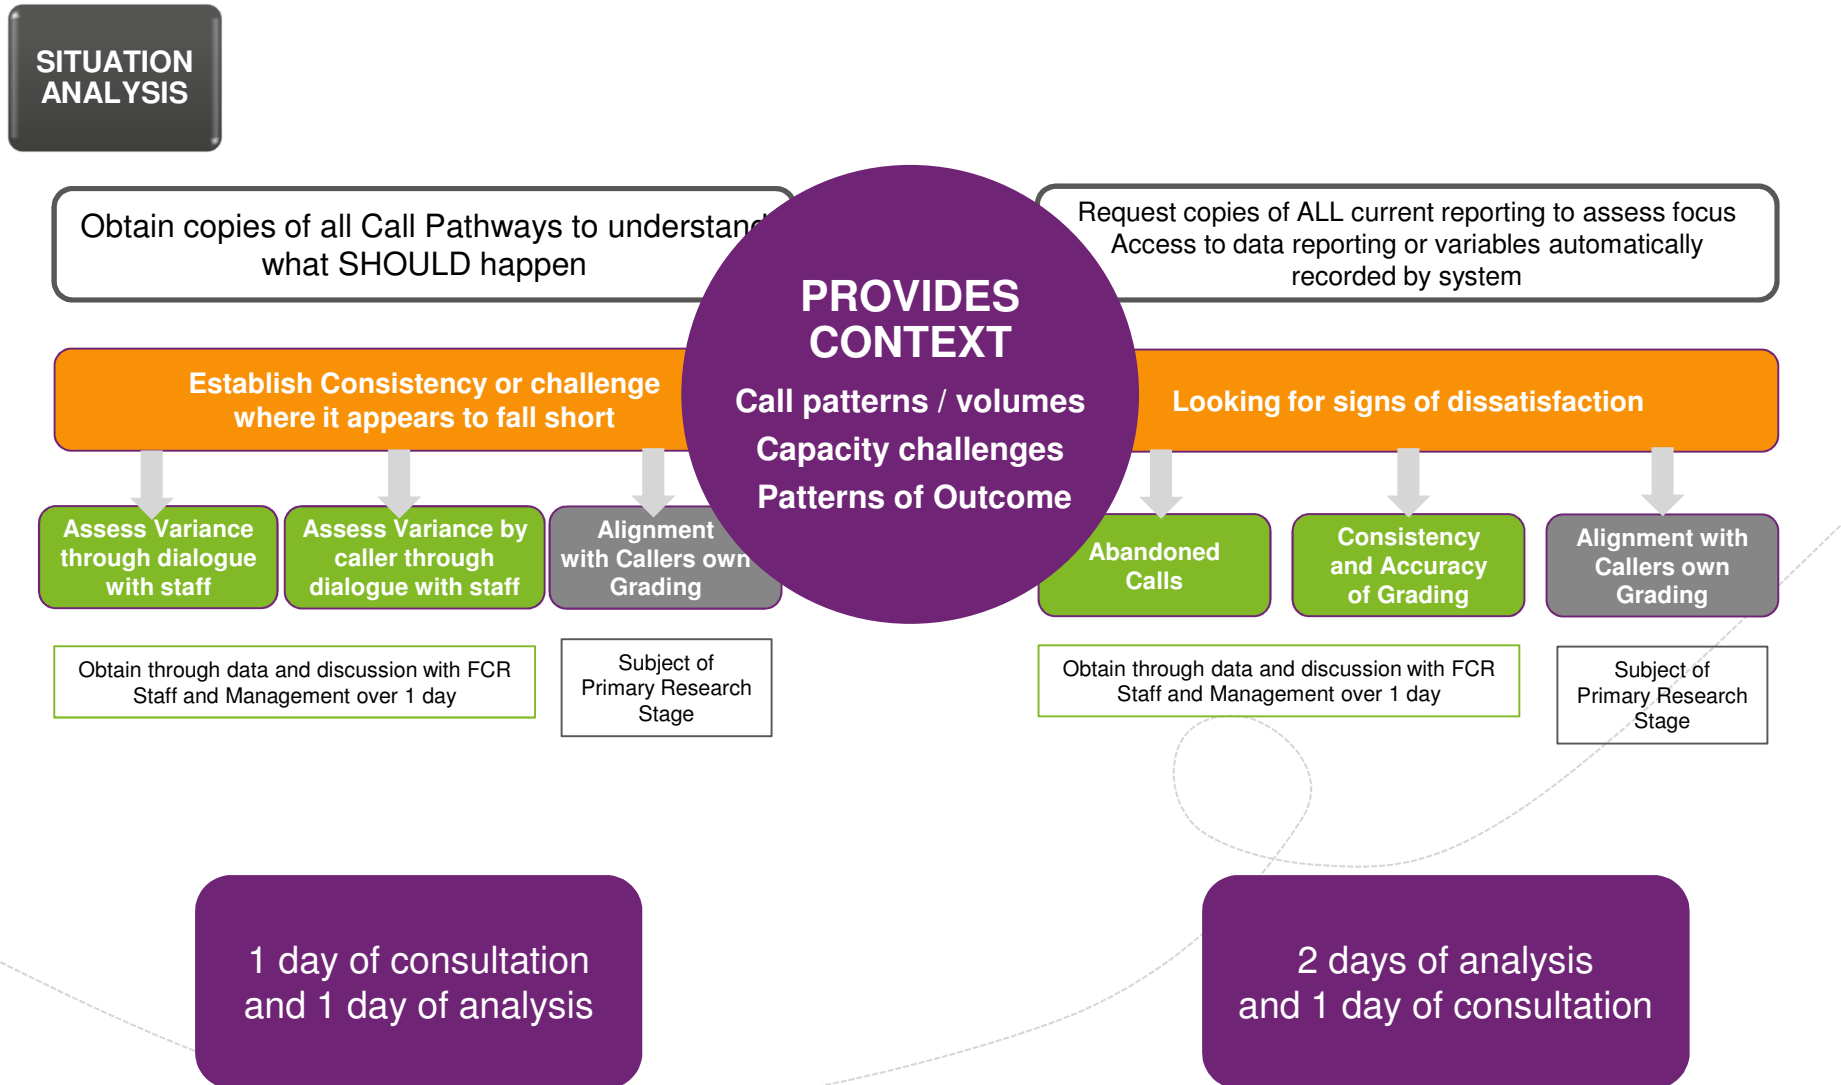 SITUATION
ANALYSIS
Obtain copies of all Call Pathways to understand
what SHOULD happen
Request copies of ALL current reporting to assess focus
Access to data reporting or variables automatically
recorded by system
PROVIDES
CONTEXT
Call patterns / volumes
Capacity challenges
Patterns of Outcome
Establish Consistency or challenge
where it appears to fall short
Looking for signs of dissatisfaction
Assess Variance
through dialogue
with staff
Assess Variance by
caller through
dialogue with staff
Alignment
with Callers own
Grading
Abandoned
Calls
Consistency
and Accuracy
of Grading
Alignment with
Callers own
Grading
Obtain through data and discussion with FCR
Staff and Management over 1 day
Subject of
Primary Research
Stage
Obtain through data and discussion with FCR
Staff and Management over 1 day
Subject of
Primary Research
Stage
1 day of consultation
and 1 day of analysis
2 days of analysis
and 1 day of consultation